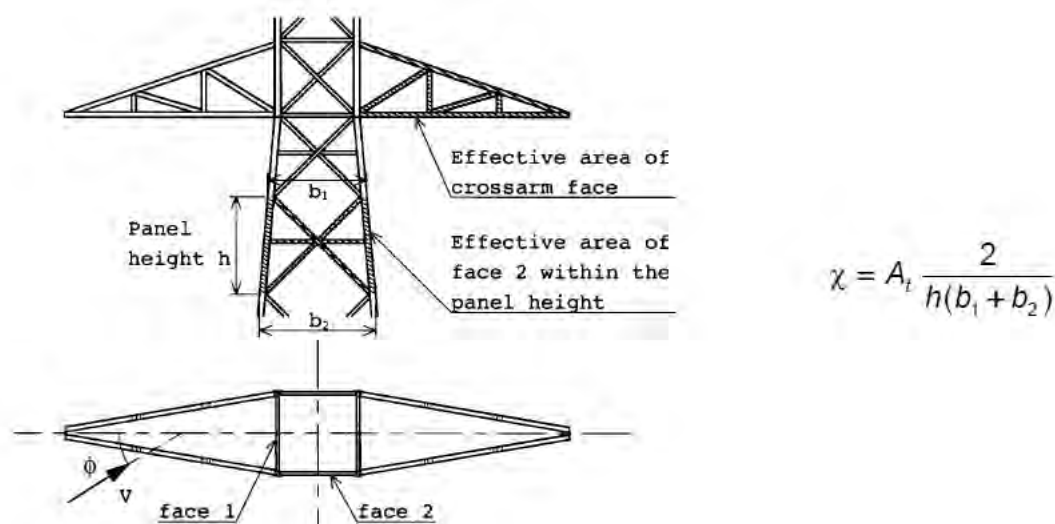 Effective area of
crossarm face
b₁
Panel
height h
Effective area of
face 2 within the
panel height
b₂
χ = Aₜ 2 / h(b₁ + b₂)
ϕ
V
face 1
face 2